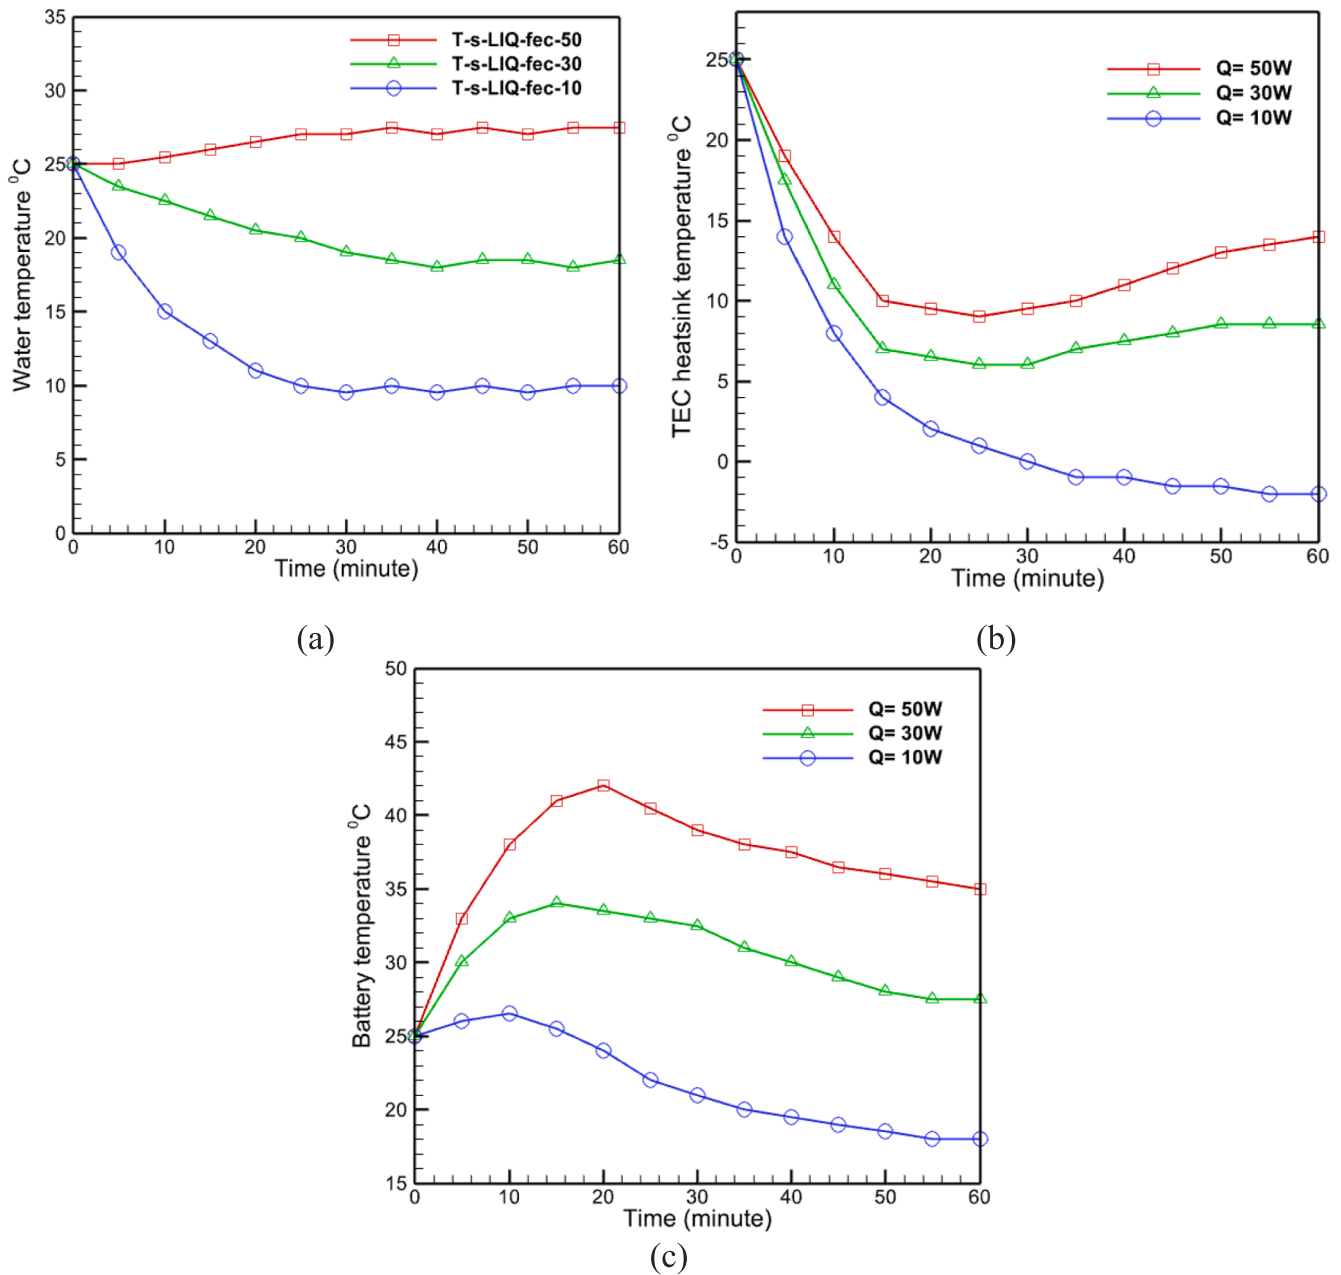 35
30
25
20
15
10
5
0
Water temperature ⁰C
T-s-LIQ-fec-50
T-s-LIQ-fec-30
T-s-LIQ-fec-10
0 10 20 30 40 50 60
Time (minute)
(a)
25
20
15
10
5
0
-5
TEC heatsink temperature ⁰C
Q= 50W
Q= 30W
Q= 10W
0 10 20 30 40 50 60
Time (minute)
(b)
50
45
40
35
30
25
20
15
Battery temperature ⁰C
Q= 50W
Q= 30W
Q= 10W
0 10 20 30 40 50 60
Time (minute)
(c)